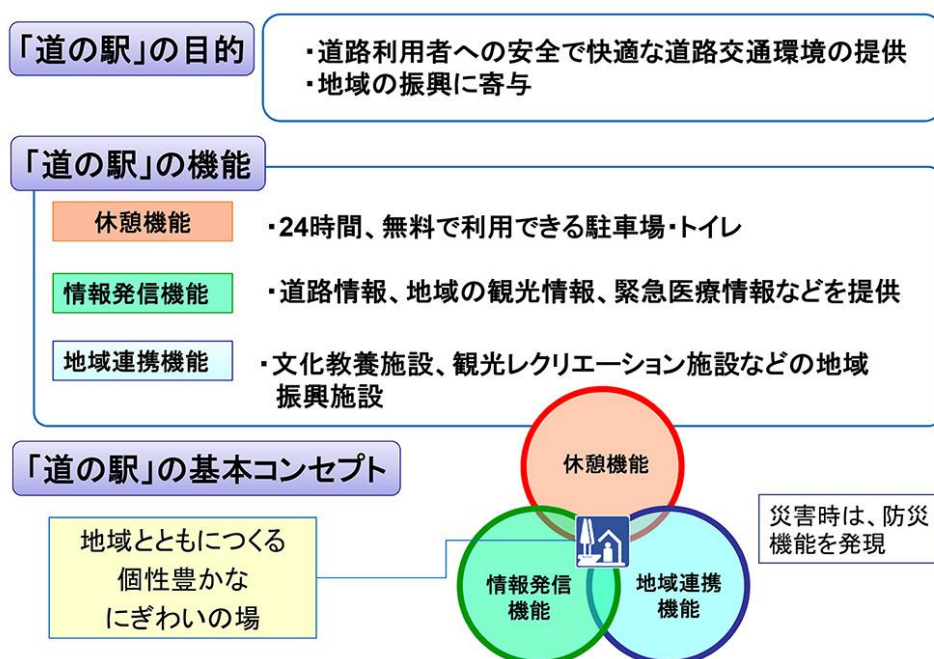 「道の駅」の目的
・道路利用者への安全で快適な道路交通環境の提供
・地域の振興に寄与
「道の駅」の機能
休憩機能
・24時間、無料で利用できる駐車場・トイレ
情報発信機能
・道路情報、地域の観光情報、緊急医療情報などを提供
地域連携機能
・文化教養施設、観光レクリエーション施設などの地域
振興施設
「道の駅」の基本コンセプト
地域とともにつくる
個性豊かな
にぎわいの場
休憩機能
情報発信
機能
地域連携
機能
災害時は、防災
機能を発現